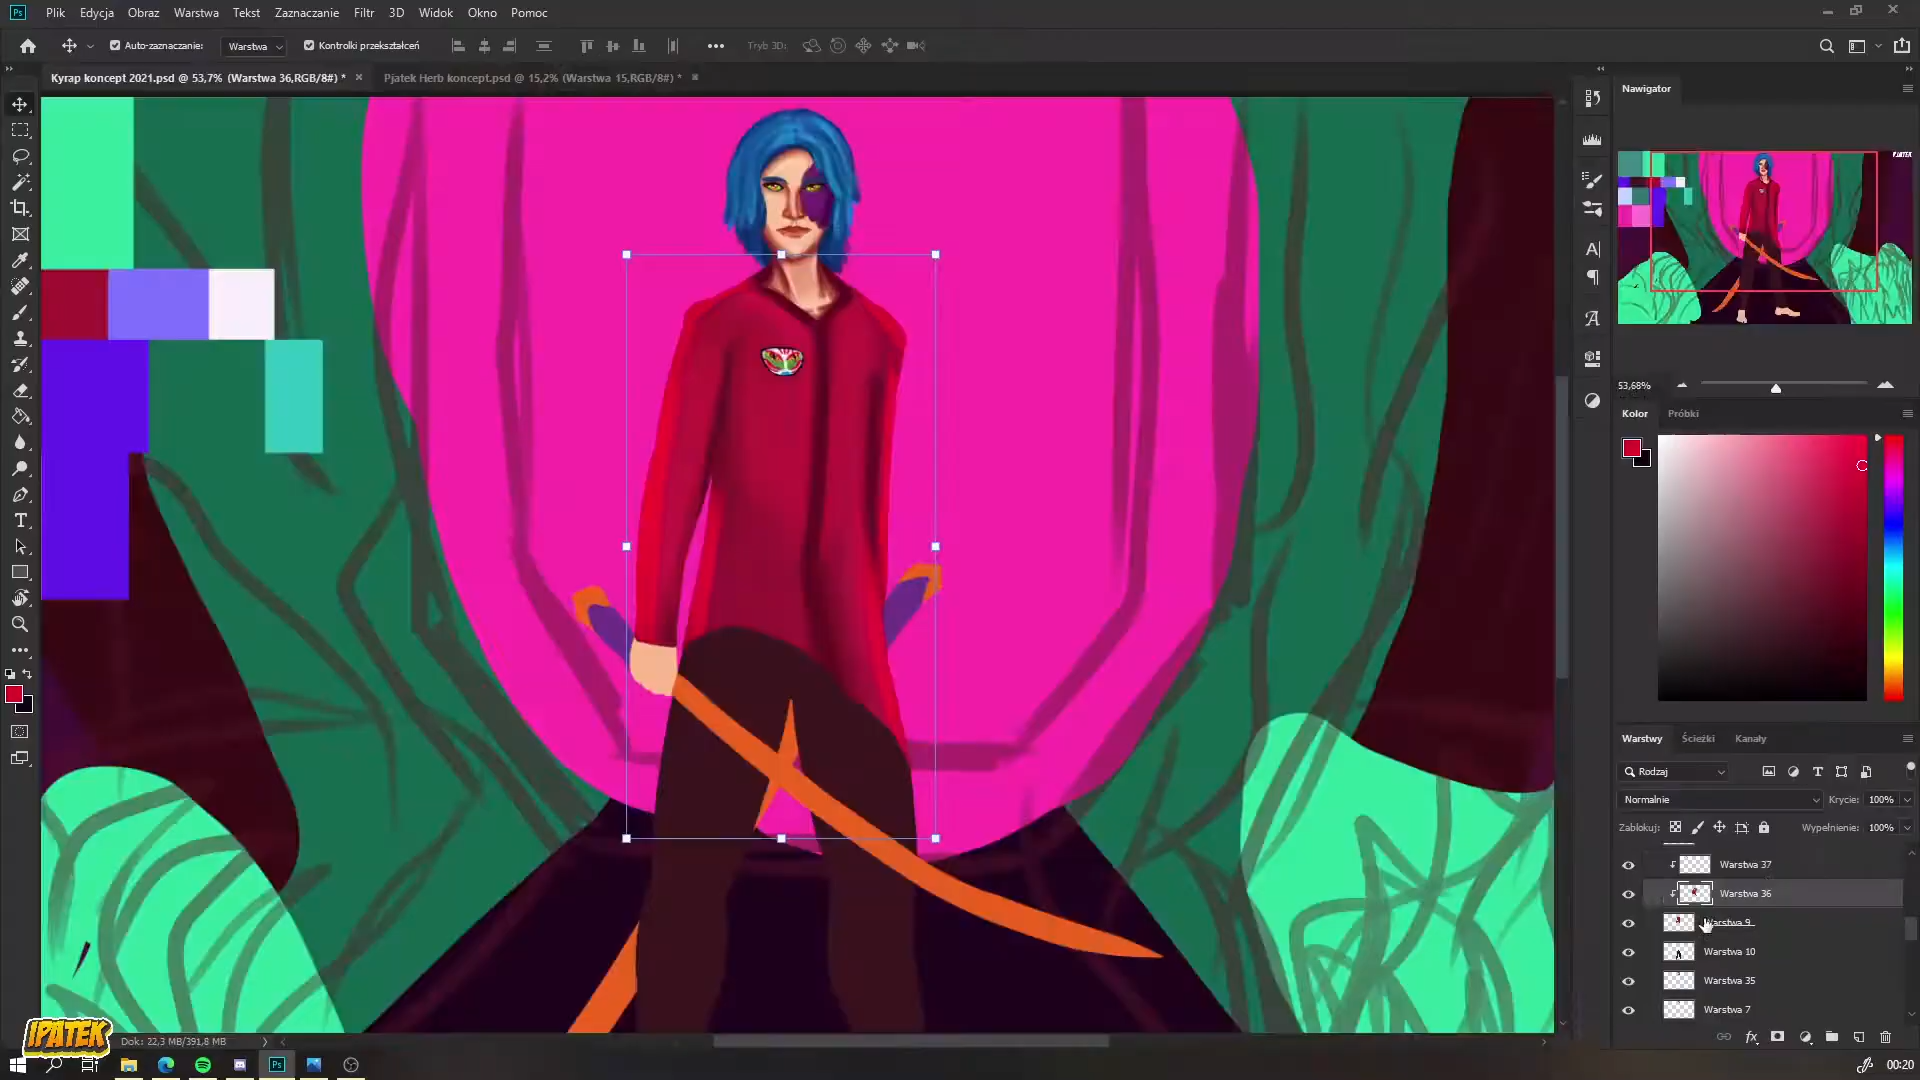 Ps Plik Edycja Obraz Warstwa Tekst Zaznaczanie Filtr 3D Widok Okno Pomoc
Auto-zaznaczanie: Warstwa Kontrolki przekształceń Tryb 3D:
Kyrap koncept 2021.psd @ 53,7% (Warstwa 36,RGB/8#) * Pjatek Herb koncept.psd @ 15,2% (Warstwa 15,RGB/8#) *
Nawigator
53,68%
Kolor Próbki
Warstwy Ścieżki Kanały
Rodzaj
Normalnie Krycie: 100%
Zablokuj: Wypełnienie: 100%
Warstwa 37
Warstwa 36
Warstwa 9
Warstwa 10
Warstwa 35
Warstwa 7
Dok: 22,3 MB/391,8 MB
Ps
00:20